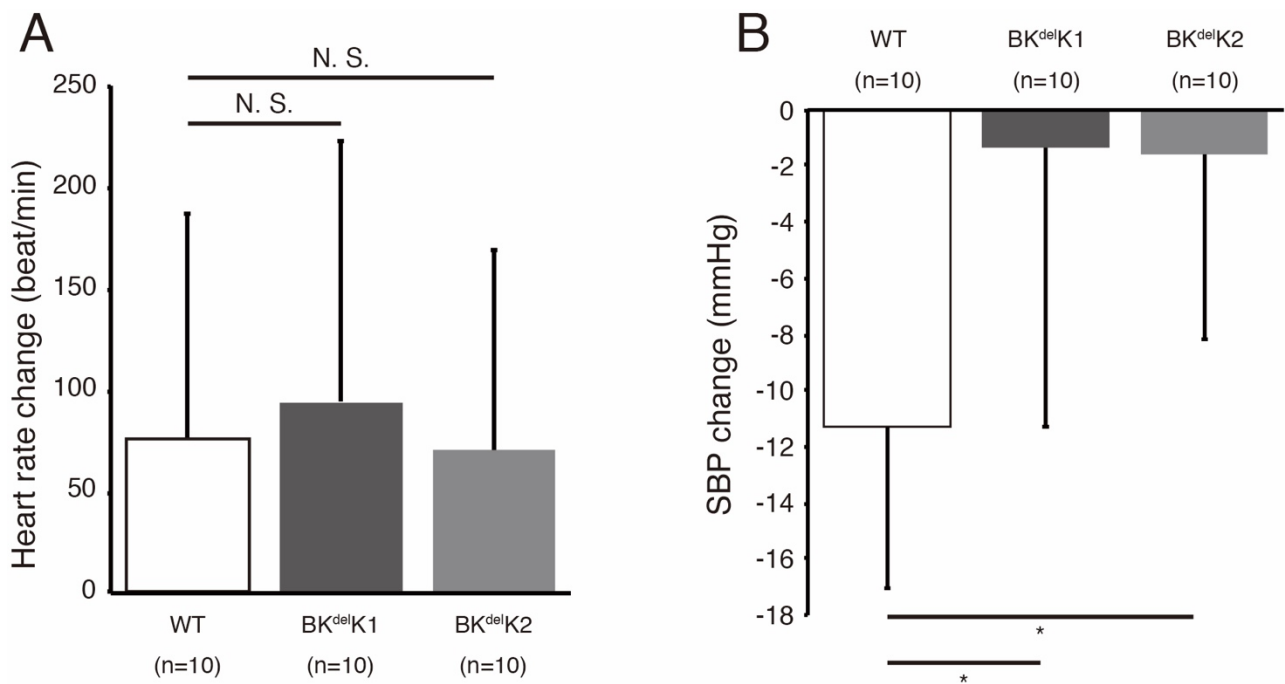 A
N. S.
N. S.
250
200
150
100
50
0
Heart rate change (beat/min)
WT BKdelK1 BKdelK2
(n=10) (n=10) (n=10)
B
WT BKdelK1 BKdelK2
(n=10) (n=10) (n=10)
0
-2
-4
-6
-8
-10
-12
-14
-16
-18
SBP change (mmHg)
*
*